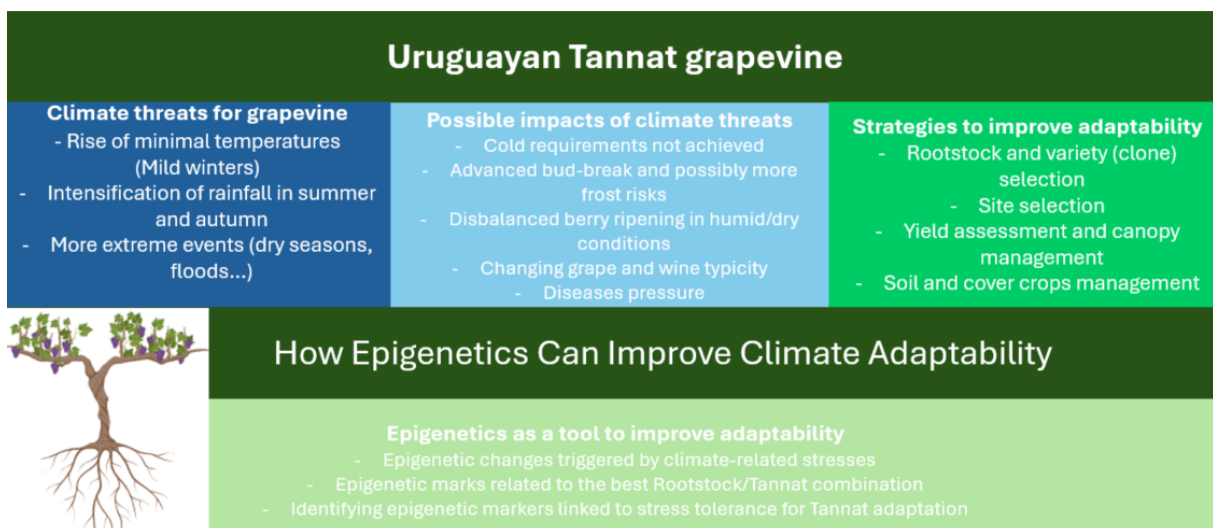 Uruguayan Tannat grapevine
Climate threats for grapevine
- Rise of minimal temperatures
(Mild winters)
- Intensification of rainfall in summer
and autumn
- More extreme events (dry seasons,
floods...)
Possible impacts of climate threats
- Cold requirements not achieved
- Advanced bud-break and possibly more
frost risks
- Disbalanced berry ripening in humid/dry
conditions
- Changing grape and wine typicity
- Diseases pressure
Strategies to improve adaptability
- Rootstock and variety (clone)
selection
- Site selection
- Yield assessment and canopy
management
- Soil and cover crops management
How Epigenetics Can Improve Climate Adaptability
Epigenetics as a tool to improve adaptability
- Epigenetic changes triggered by climate-related stresses
- Epigenetic marks related to the best Rootstock/Tannat combination
- Identifying epigenetic markers linked to stress tolerance for Tannat adaptation